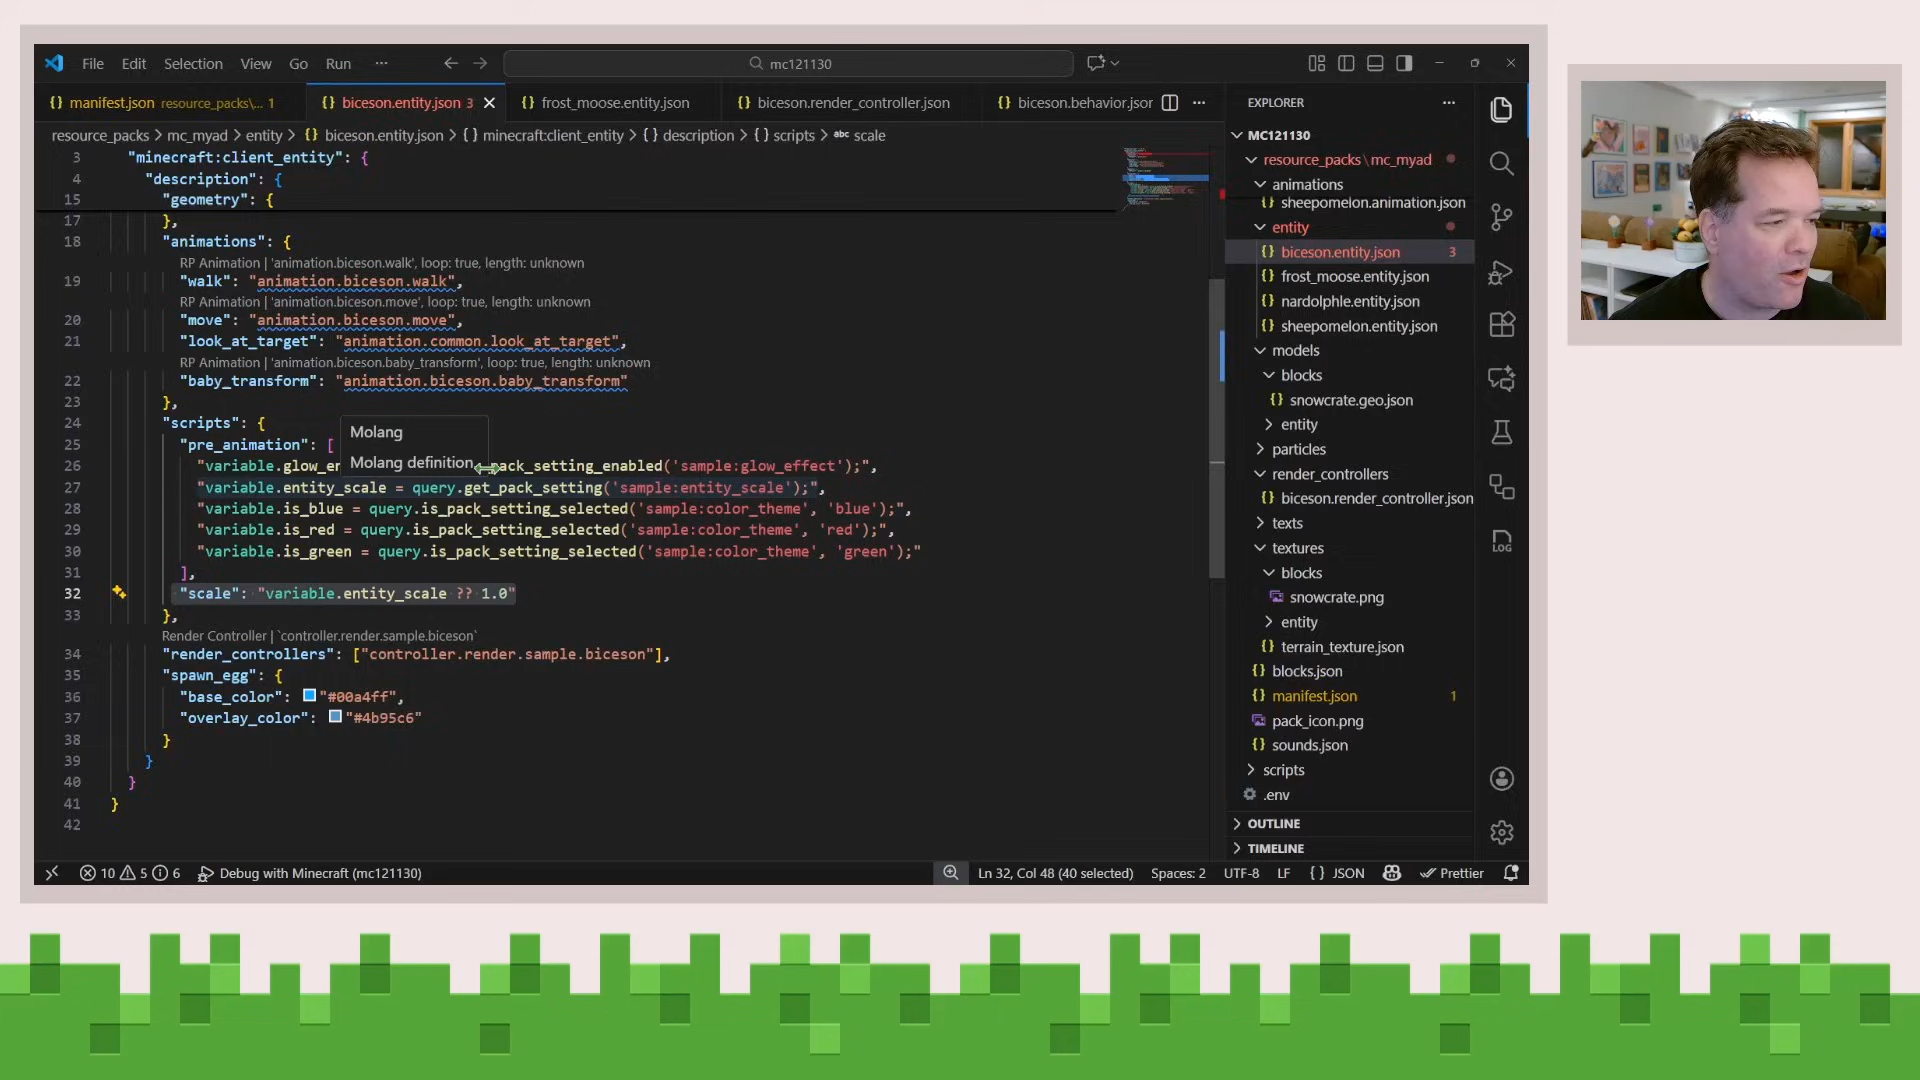 File Edit Selection View Go Run ··· mc121130
manifest.json resource_packs\... 1
biceson.entity.json 3
frost_moose.entity.json
biceson.render_controller.json
biceson.behavior.jsor
resource_packs > mc_myad > entity > {} biceson.entity.json > {} minecraft:client_entity > {} description > {} scripts > abc scale
3 "minecraft:client_entity": {
4 "description": {
15 "geometry": {
17 },
18 "animations": {
RP Animation | 'animation.biceson.walk', loop: true, length: unknown
19 "walk": "animation.biceson.walk",
RP Animation | 'animation.biceson.move', loop: true, length: unknown
20 "move": "animation.biceson.move",
21 "look_at_target": "animation.common.look_at_target",
RP Animation | 'animation.biceson.baby_transform', loop: true, length: unknown
22 "baby_transform": "animation.biceson.baby_transform"
23 },
24 "scripts": {
Molang
25 "pre_animation": [
Molang definition
26 "variable.glow_er pack_setting_enabled('sample:glow_effect');",
27 "variable.entity_scale = query.get_pack_setting('sample:entity_scale');",
28 "variable.is_blue = query.is_pack_setting_selected('sample:color_theme', 'blue');",
29 "variable.is_red = query.is_pack_setting_selected('sample:color_theme', 'red');",
30 "variable.is_green = query.is_pack_setting_selected('sample:color_theme', 'green');"
31 ],
32 "scale": "variable.entity_scale ?? 1.0"
33 },
Render Controller | `controller.render.sample.biceson`
34 "render_controllers": ["controller.render.sample.biceson"],
35 "spawn_egg": {
36 "base_color": "#00a4ff",
37 "overlay_color": "#4b95c6"
38 }
39 }
40 }
41 }
42
EXPLORER
MC121130
resource_packs\mc_myad
animations
{} sheepomelon.animation.json
entity
{} biceson.entity.json 3
{} frost_moose.entity.json
{} nardolphle.entity.json
{} sheepomelon.entity.json
models
blocks
{} snowcrate.geo.json
entity
particles
render_controllers
{} biceson.render_controller.json
texts
textures
blocks
snowcrate.png
entity
{} terrain_texture.json
{} blocks.json
{} manifest.json 1
pack_icon.png
{} sounds.json
scripts
.env
OUTLINE
TIMELINE
LOG
10 5 6 Debug with Minecraft (mc121130)
Ln 32, Col 48 (40 selected) Spaces: 2 UTF-8 LF {} JSON Prettier